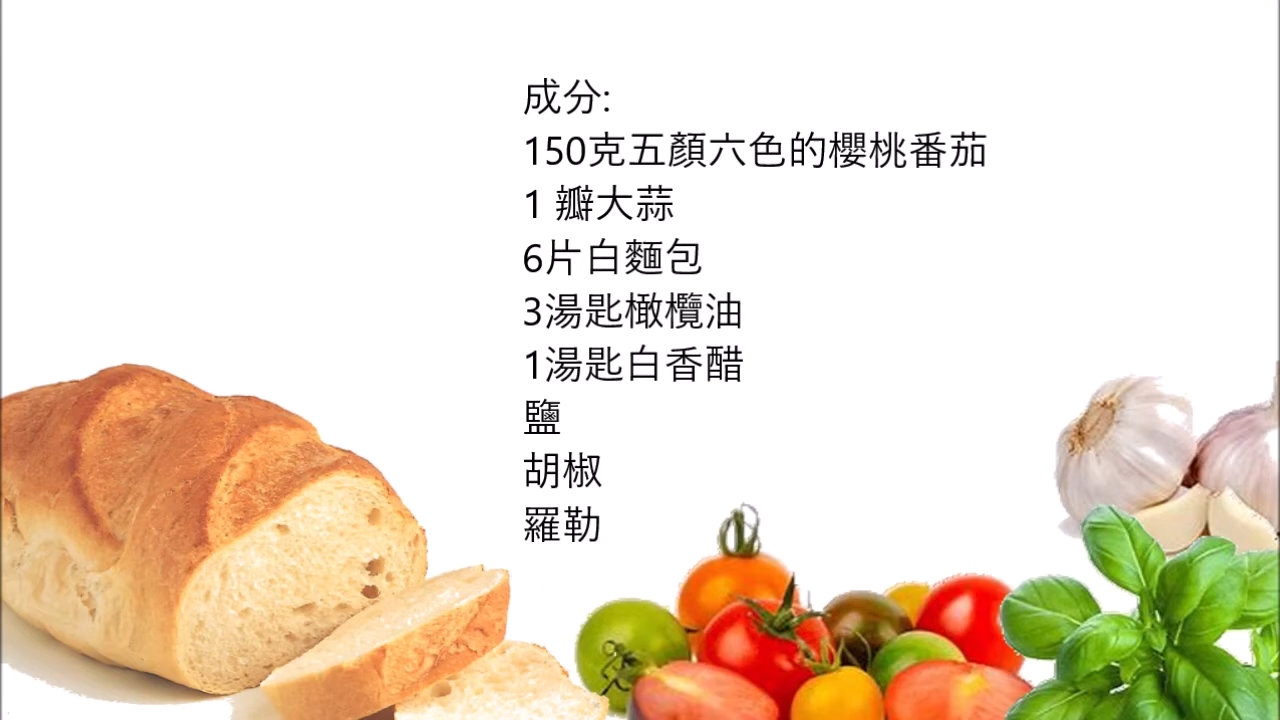 成分:
150克五顏六色的櫻桃番茄
1 瓣大蒜
6片白麵包
3湯匙橄欖油
1湯匙白香醋
鹽
胡椒
羅勒